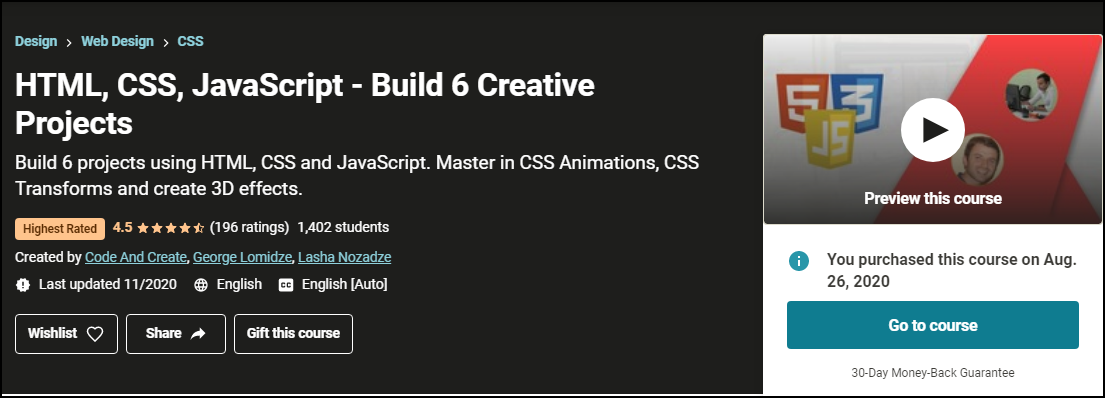 Design > Web Design > CSS
HTML, CSS, JavaScript - Build 6 Creative
Projects
Build 6 projects using HTML, CSS and JavaScript. Master in CSS Animations, CSS
Transforms and create 3D effects.
Highest Rated 4.5 (196 ratings) 1,402 students
Created by Code And Create, George Lomidze, Lasha Nozadze
Last updated 11/2020 English CC English [Auto]
Wishlist Share Gift this course
5 3
JS
Preview this course
You purchased this course on Aug.
26, 2020
Go to course
30-Day Money-Back Guarantee